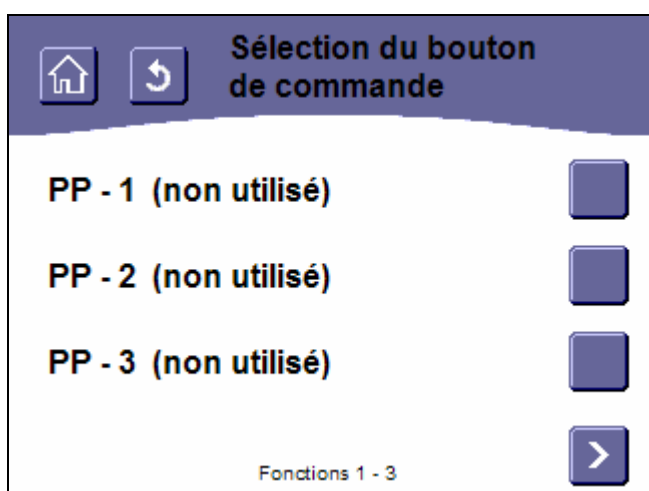 Sélection du bouton
de commande
PP - 1 (non utilisé)
PP - 2 (non utilisé)
PP - 3 (non utilisé)
Fonctions 1 - 3